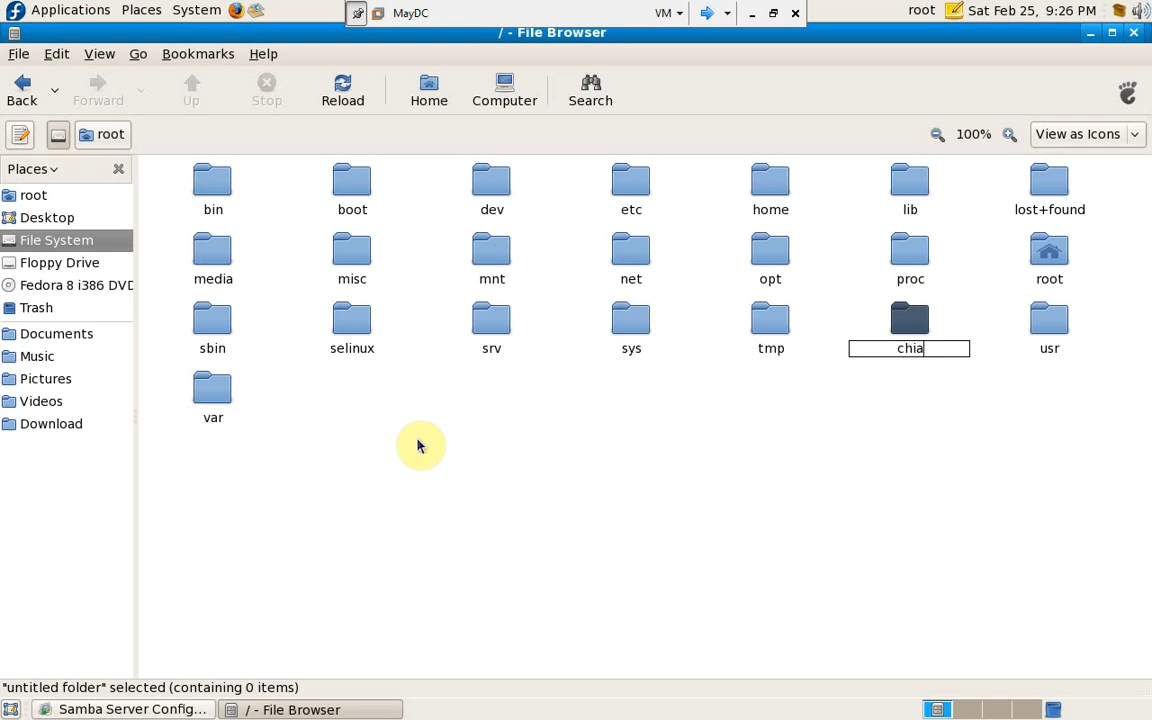 Applications Places System
MayDC
VM
root
Sat Feb 25, 9:26 PM
/ - File Browser
File Edit View Go Bookmarks Help
Back Forward Up Stop Reload Home Computer Search
root
100%
View as Icons
Places
root
Desktop
File System
Floppy Drive
Fedora 8 i386 DVD
Trash
Documents
Music
Pictures
Videos
Download
bin boot dev etc home lib lost+found
media misc mnt net opt proc root
sbin selinux srv sys tmp chia usr
var
"untitled folder" selected (containing 0 items)
Samba Server Config...
/ - File Browser